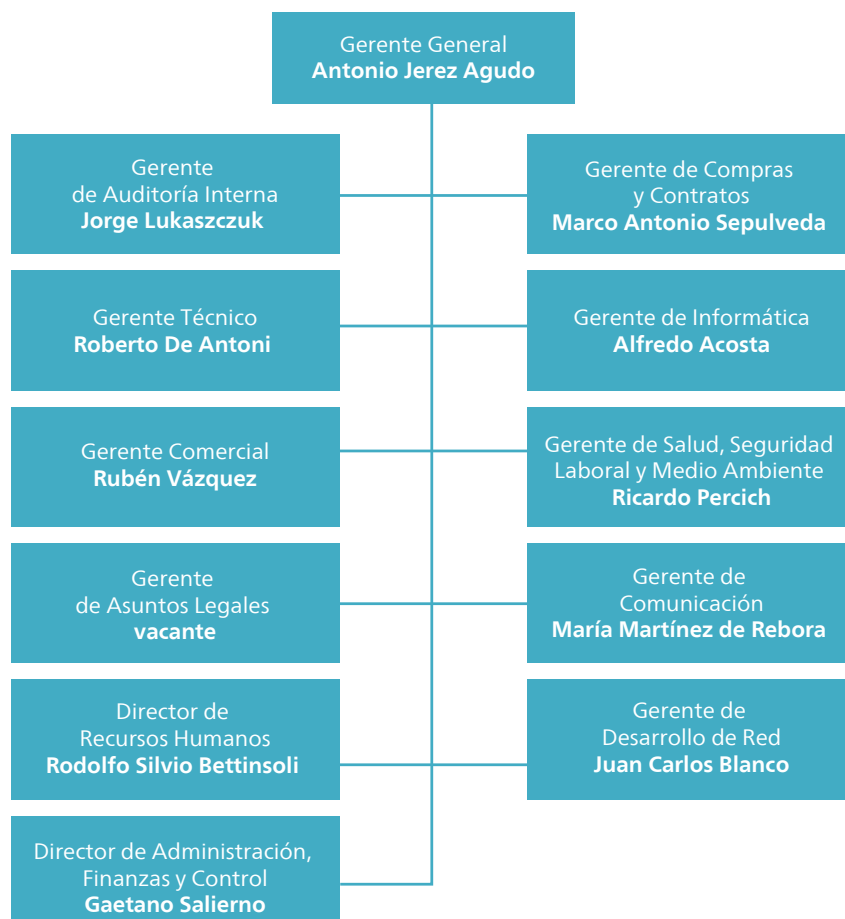 Gerente General
Antonio Jerez Agudo
Gerente
de Auditoría Interna
Jorge Lukaszczuk
Gerente de Compras
y Contratos
Marco Antonio Sepulveda
Gerente Técnico
Roberto De Antoni
Gerente de Informática
Alfredo Acosta
Gerente Comercial
Rubén Vázquez
Gerente de Salud, Seguridad
Laboral y Medio Ambiente
Ricardo Percich
Gerente
de Asuntos Legales
vacante
Gerente de
Comunicación
María Martínez de Rebora
Director de
Recursos Humanos
Rodolfo Silvio Bettinsoli
Gerente de
Desarrollo de Red
Juan Carlos Blanco
Director de Administración,
Finanzas y Control
Gaetano Salierno